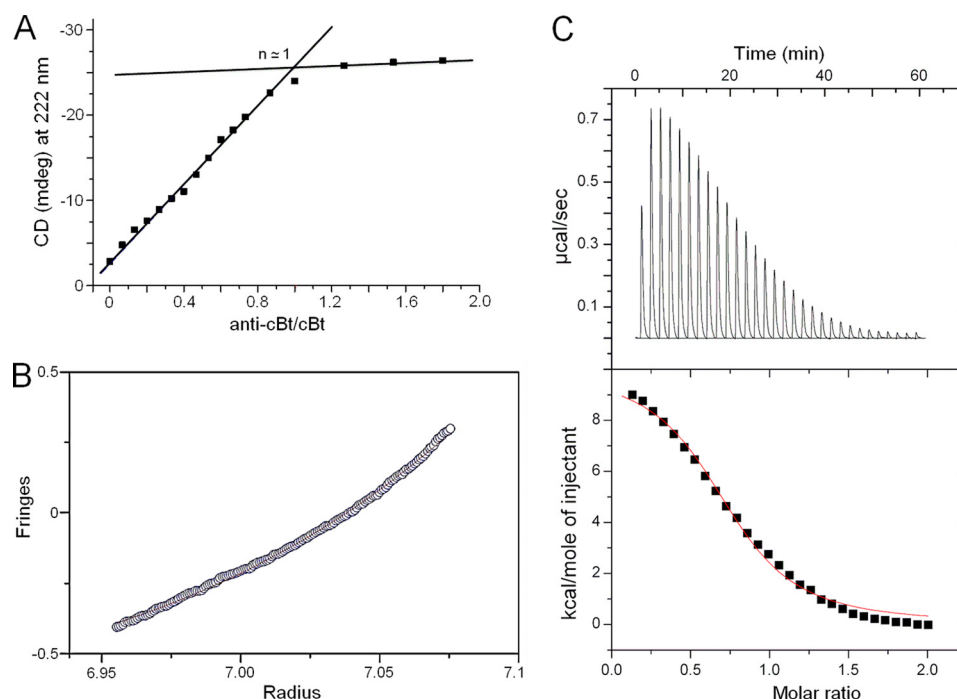 A
-30
-20
-10
0
CD (mdeg) at 222 nm
n ≃ 1
0 0.4 0.8 1.2 1.6 2.0
anti-cBt/cBt
B
0.5
0
-0.5
Fringes
6.95 7.00 7.05 7.1
Radius
C
Time (min)
0 20 40 60
0.7
0.5
0.3
0.1
µcal/sec
8
6
4
2
0
kcal/mole of injectant
0.0 0.5 1.0 1.5 2.0
Molar ratio